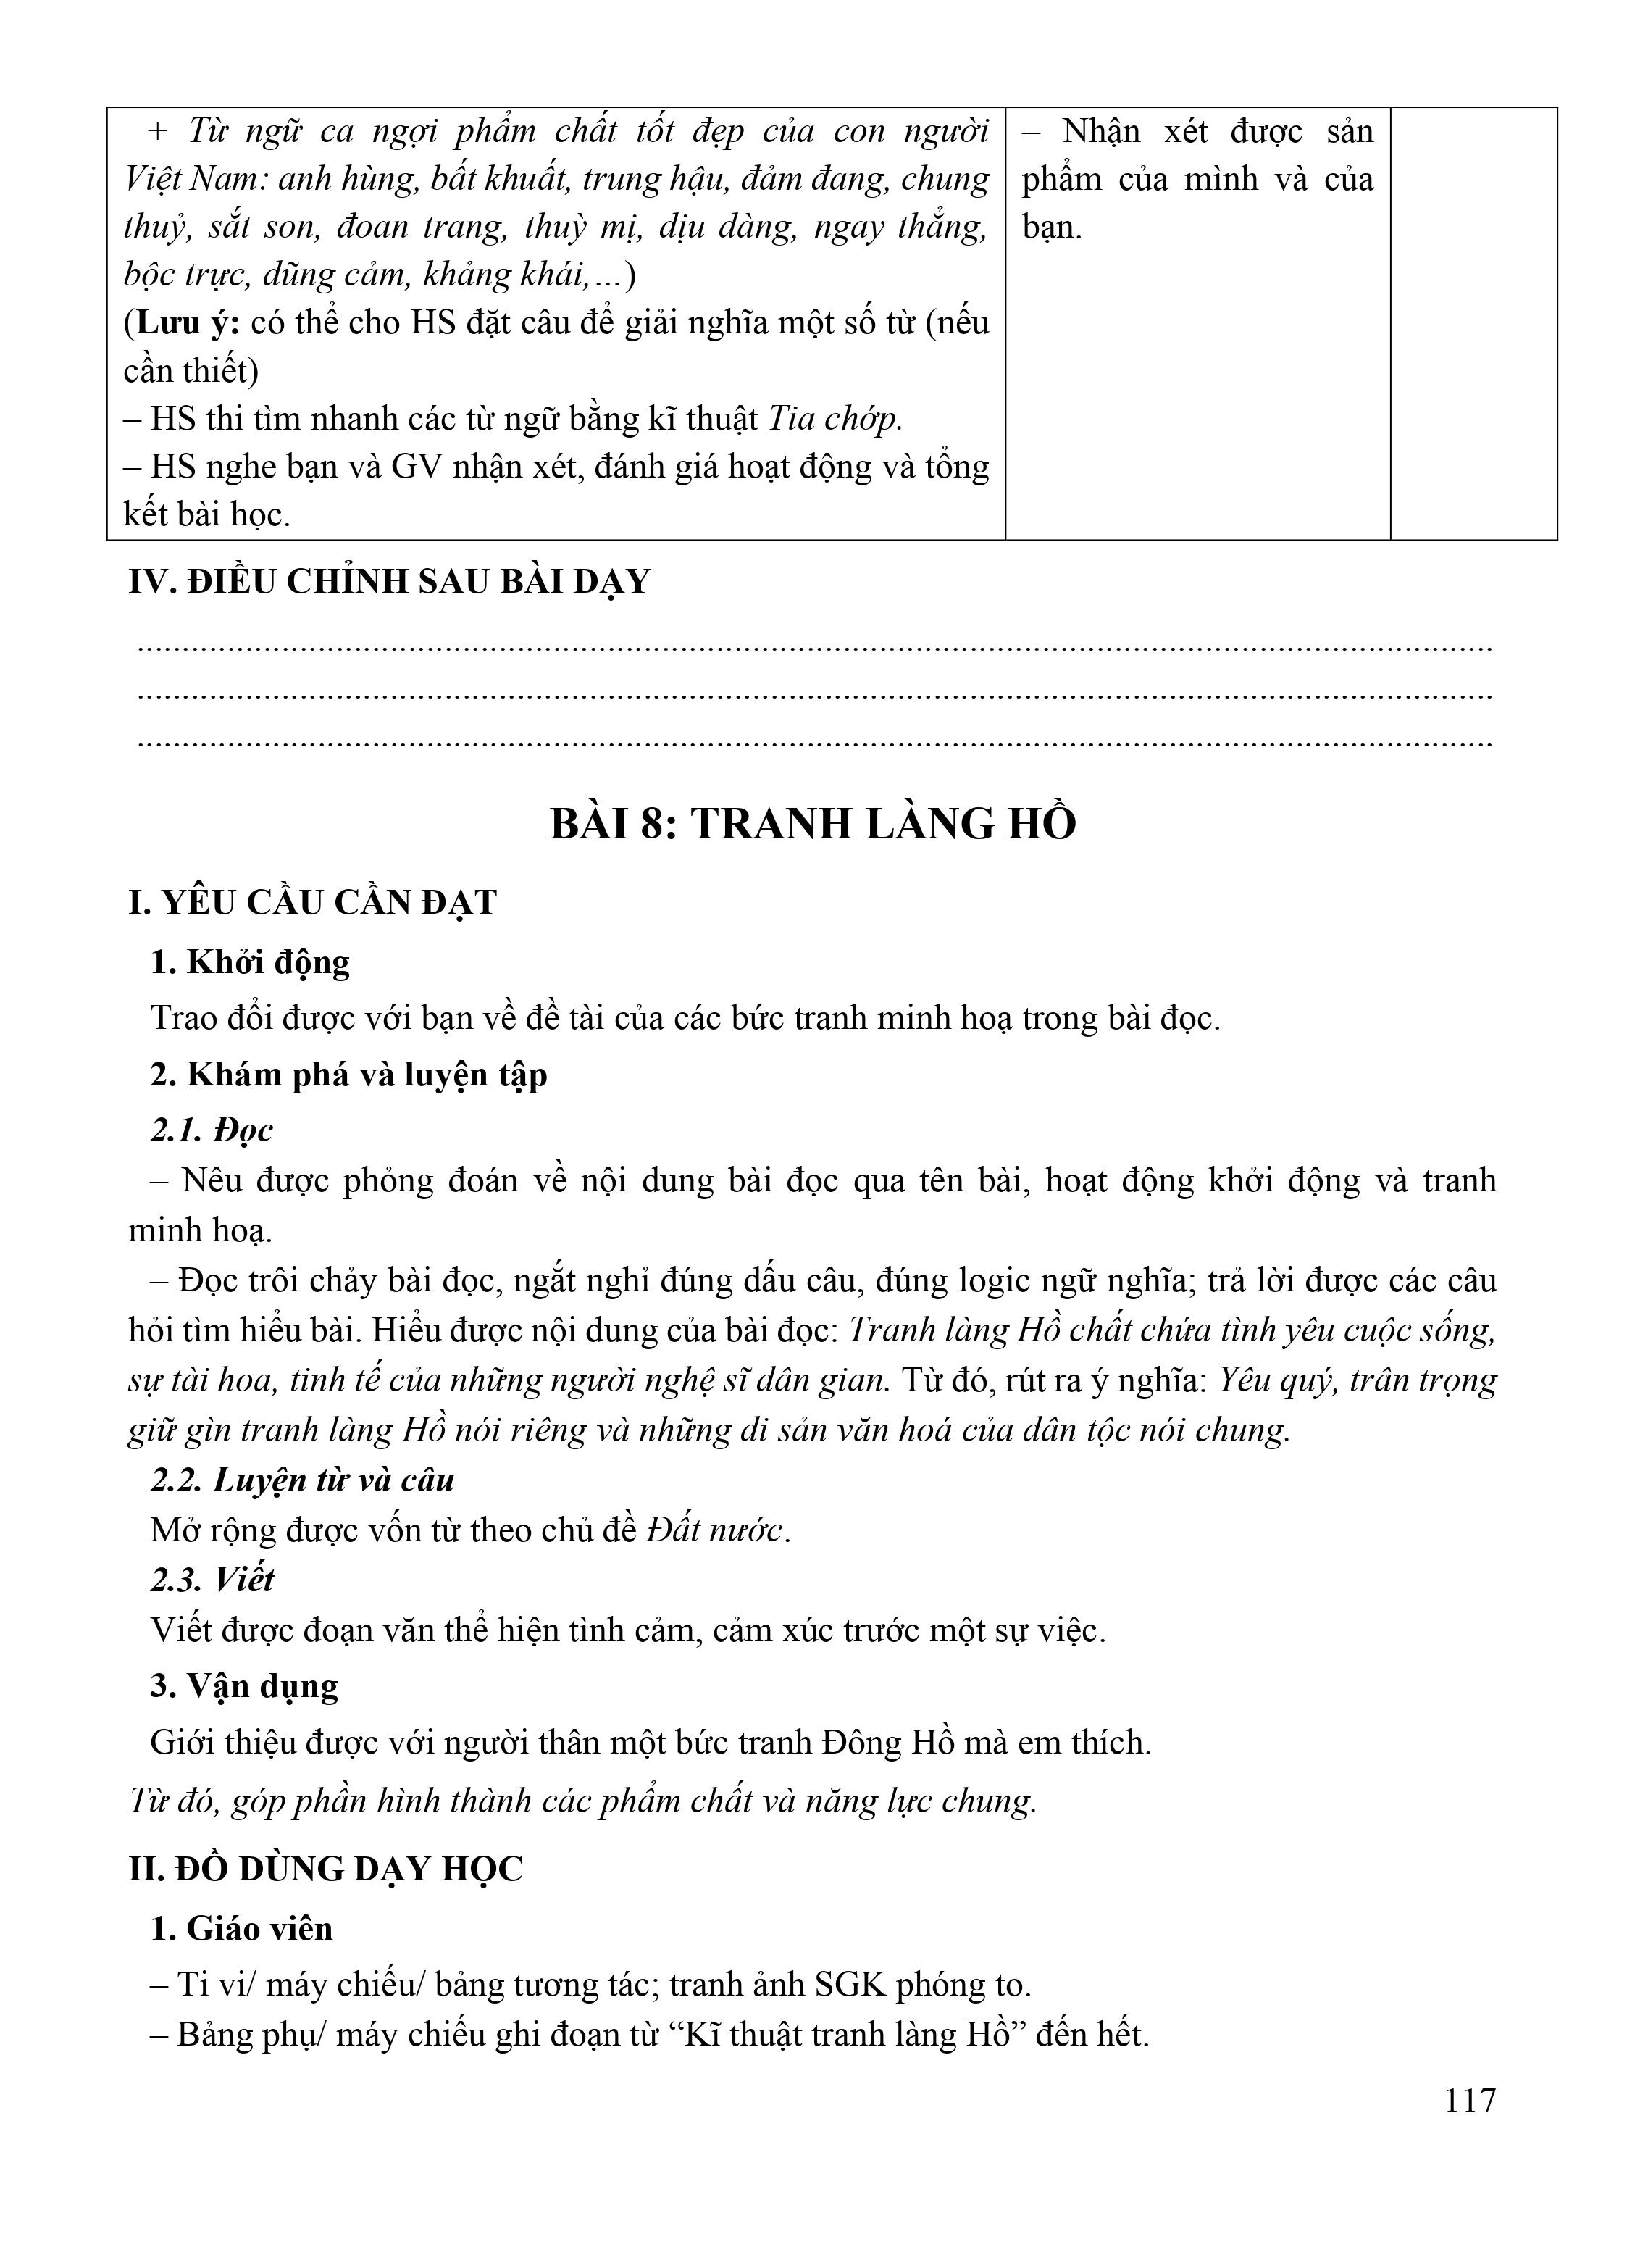 + Từ ngữ ca ngợi phẩm chất tốt đẹp của con người
Việt Nam: anh hùng, bất khuất, trung hậu, đảm đang, chung
thuỷ, sắt son, đoan trang, thuỳ mị, dịu dàng, ngay thẳng,
bộc trực, dũng cảm, khảng khái,…)
(Lưu ý: có thể cho HS đặt câu để giải nghĩa một số từ (nếu
cần thiết)
– HS thi tìm nhanh các từ ngữ bằng kĩ thuật Tia chớp.
– HS nghe bạn và GV nhận xét, đánh giá hoạt động và tổng
kết bài học.
– Nhận xét được sản
phẩm của mình và của
bạn.
IV. ĐIỀU CHỈNH SAU BÀI DẠY
BÀI 8: TRANH LÀNG HỒ
I. YÊU CẦU CẦN ĐẠT
1. Khởi động
Trao đổi được với bạn về đề tài của các bức tranh minh hoạ trong bài đọc.
2. Khám phá và luyện tập
2.1. Đọc
– Nêu được phỏng đoán về nội dung bài đọc qua tên bài, hoạt động khởi động và tranh
minh hoạ.
– Đọc trôi chảy bài đọc, ngắt nghỉ đúng dấu câu, đúng logic ngữ nghĩa; trả lời được các câu
hỏi tìm hiểu bài. Hiểu được nội dung của bài đọc: Tranh làng Hồ chất chứa tình yêu cuộc sống,
sự tài hoa, tinh tế của những người nghệ sĩ dân gian. Từ đó, rút ra ý nghĩa: Yêu quý, trân trọng
giữ gìn tranh làng Hồ nói riêng và những di sản văn hoá của dân tộc nói chung.
2.2. Luyện từ và câu
Mở rộng được vốn từ theo chủ đề Đất nước.
2.3. Viết
Viết được đoạn văn thể hiện tình cảm, cảm xúc trước một sự việc.
3. Vận dụng
Giới thiệu được với người thân một bức tranh Đông Hồ mà em thích.
Từ đó, góp phần hình thành các phẩm chất và năng lực chung.
II. ĐỒ DÙNG DẠY HỌC
1. Giáo viên
– Ti vi/ máy chiếu/ bảng tương tác; tranh ảnh SGK phóng to.
– Bảng phụ/ máy chiếu ghi đoạn từ “Kĩ thuật tranh làng Hồ” đến hết.
117